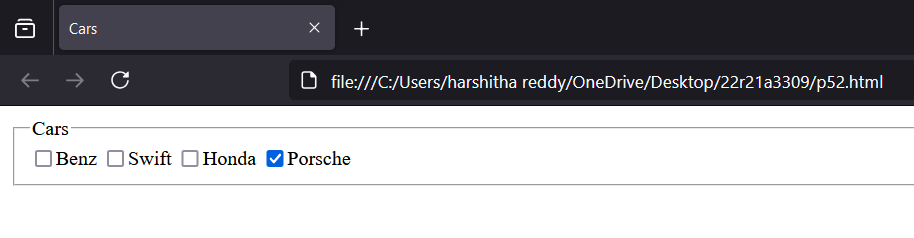 Cars
file:///C:/Users/harshitha reddy/OneDrive/Desktop/22r21a3309/p52.html
Cars
Benz Swift Honda Porsche